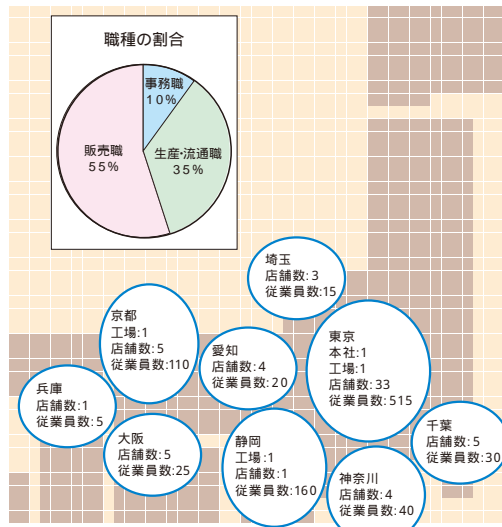 職種の割合
事務職
10%
販売職
55%
生産・流通職
35%
埼玉
店舗数:3
従業員:15
京都
工場:1
店舗数:5
従業員数:110
愛知
店舗数:4
従業員数:20
東京
本社:1
工場:1
店舗数:33
従業員数:515
兵庫
店舗数:1
従業員数:5
大阪
店舗数:5
従業員数:25
静岡
工場:1
店舗数:1
従業員数:160
千葉
店舗数:5
従業員数:30
神奈川
店舗数:4
従業員数:40